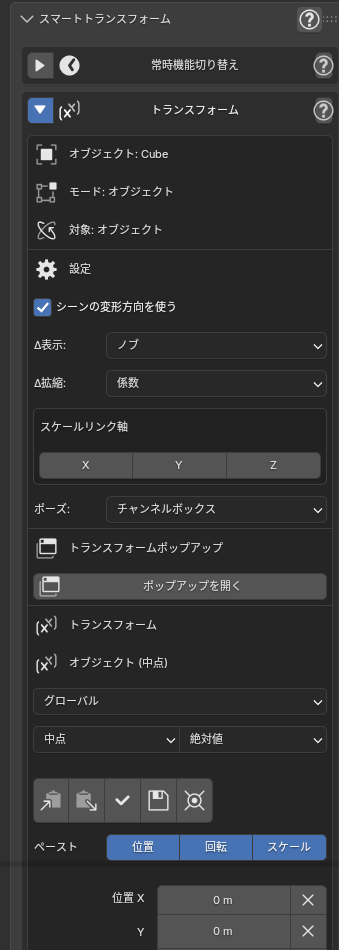 スマートトランスフォーム
常時機能切り替え
トランスフォーム
オブジェクト: Cube
モード: オブジェクト
対象: オブジェクト
設定
シーンの変形方向を使う
Δ表示: ノブ
Δ拡縮: 係数
スケールリンク軸
X Y Z
ポーズ: チャンネルボックス
トランスフォームポップアップ
ポップアップを開く
トランスフォーム
オブジェクト (中点)
グローバル
中点 絶対値
ペースト 位置 回転 スケール
位置 X 0 m
Y 0 m